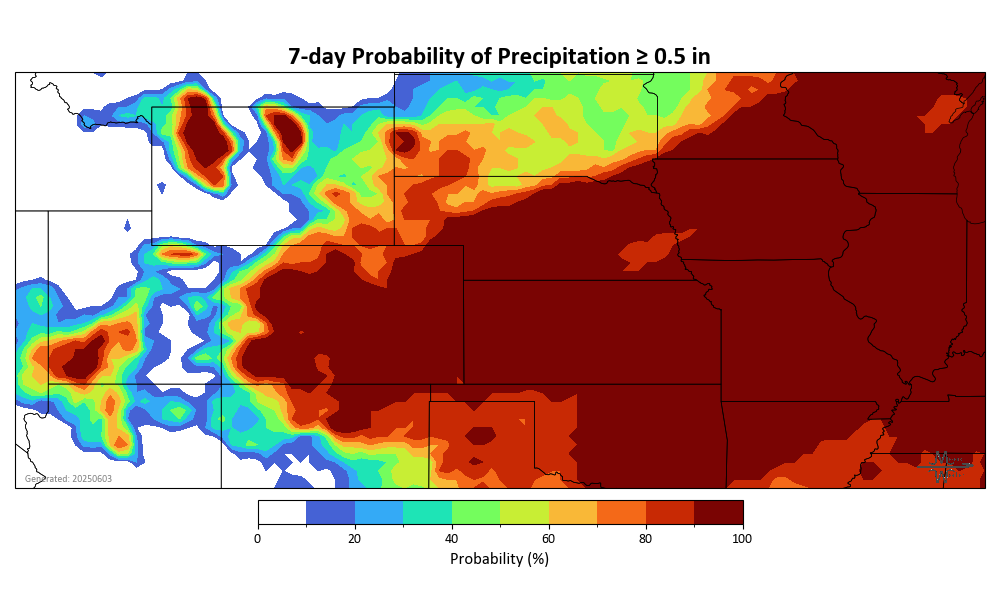 7-day Probability of Precipitation ≥ 0.5 in
Generated: 20250603
0 20 40 60 80 100
Probability (%)